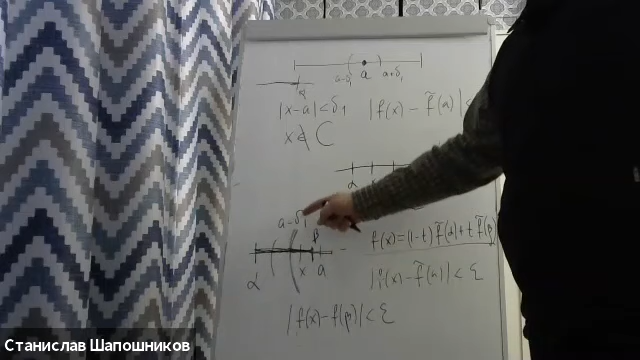 a-δ₁ a a+δ₁
α
|x-a|<δ₁ |f(x) - f̃(a)|<
x∉C
α x
a-δ
β
α x a
f(x)=(1-t)f̃(α)+t f̃(β)
|f(x)-f̃(a)|<ε
|f(x)-f(β)|<ε
Станислав Шапошников